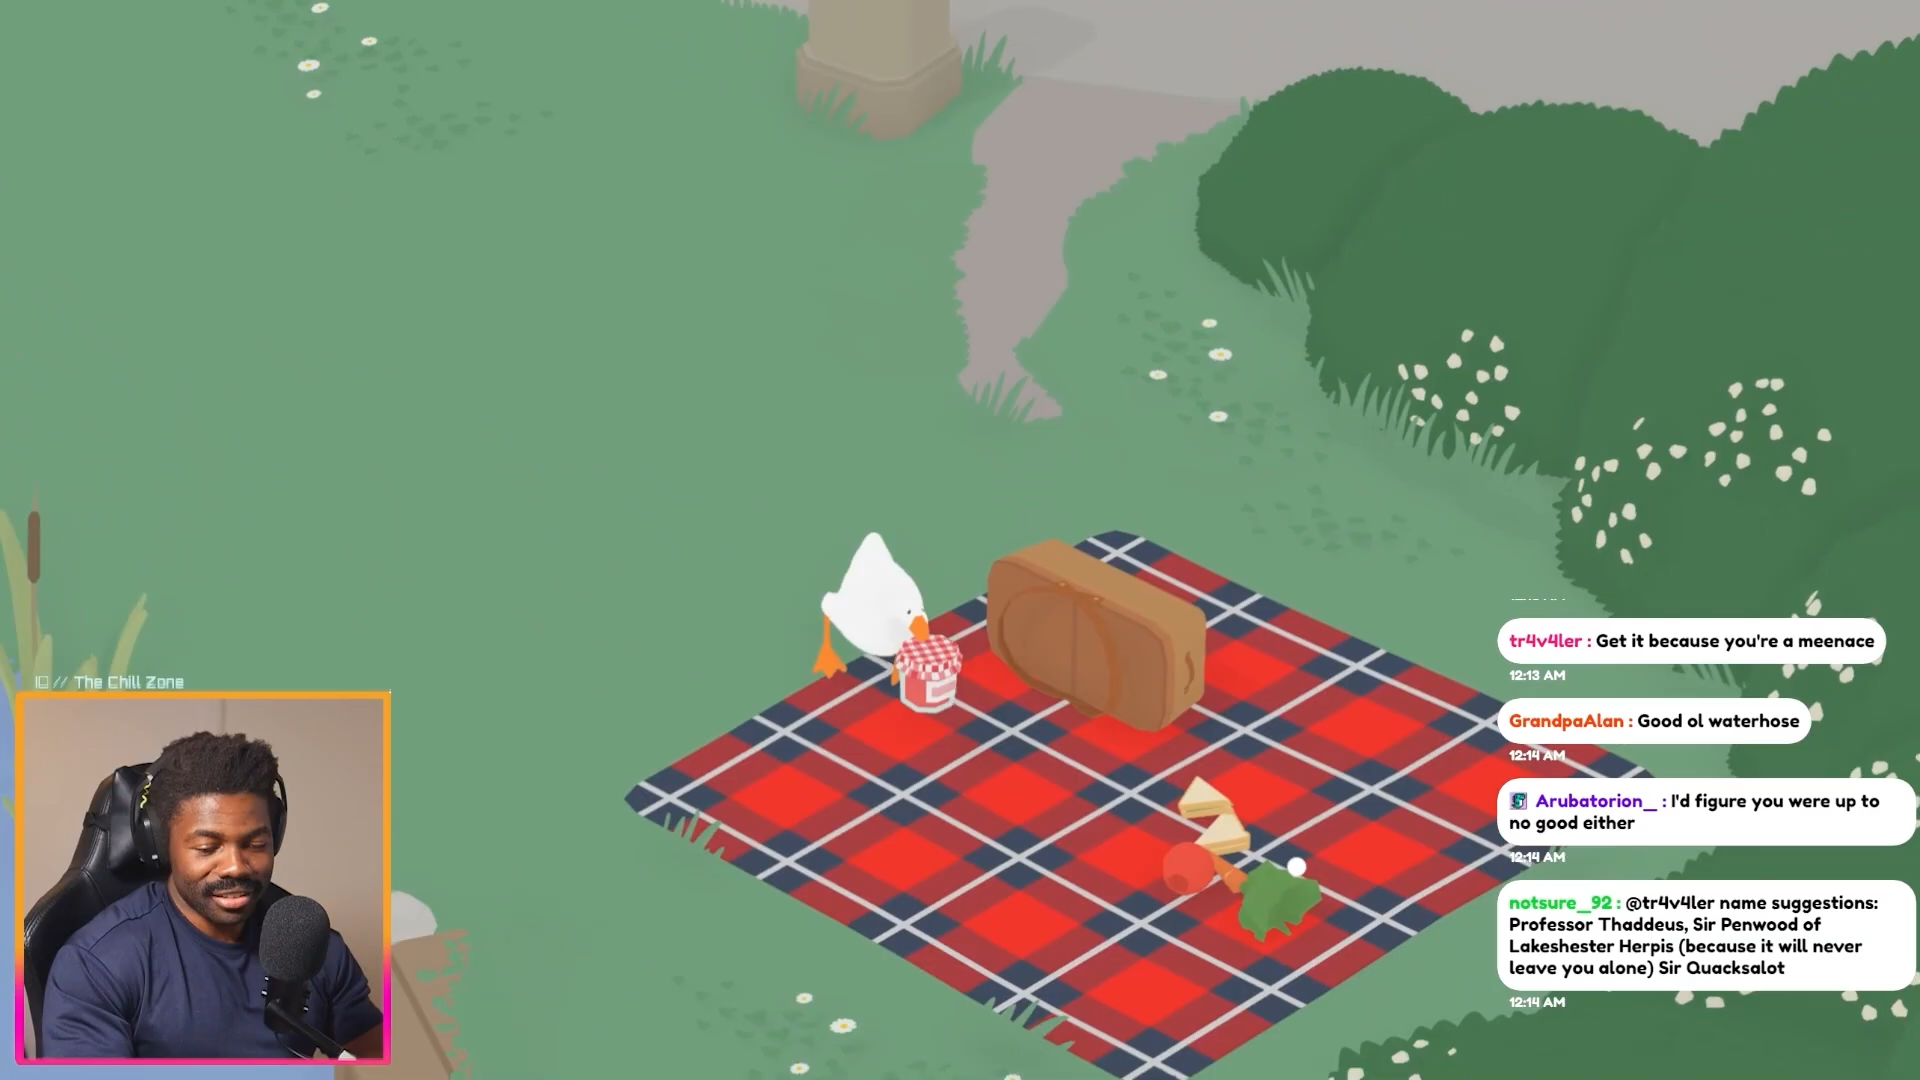 // The Chill Zone
tr4v4ler : Get it because you're a meenace
12:13 AM
GrandpaAlan : Good ol waterhose
12:14 AM
Arubatorion_ : I'd figure you were up to
no good either
12:14 AM
notsure_92 : @tr4v4ler name suggestions:
Professor Thaddeus, Sir Penwood of
Lakeshester Herpis (because it will never
leave you alone) Sir Quacksalot
12:14 AM